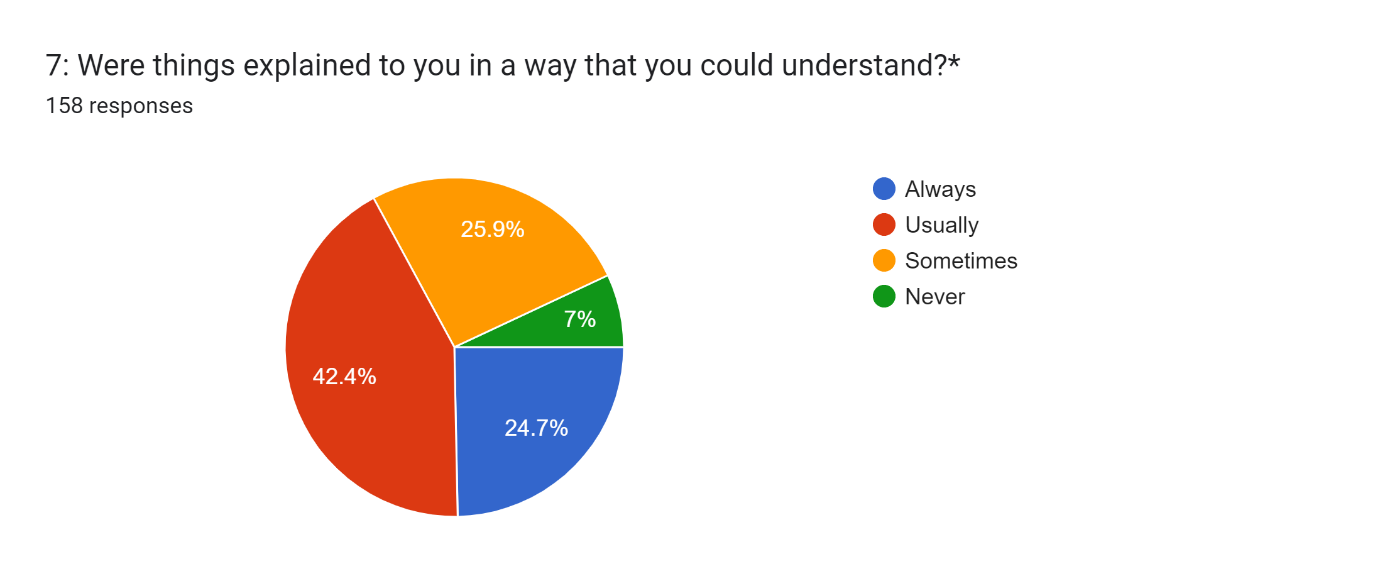 7: Were things explained to you in a way that you could understand?*
158 responses
25.9%
7%
42.4%
24.7%
Always
Usually
Sometimes
Never